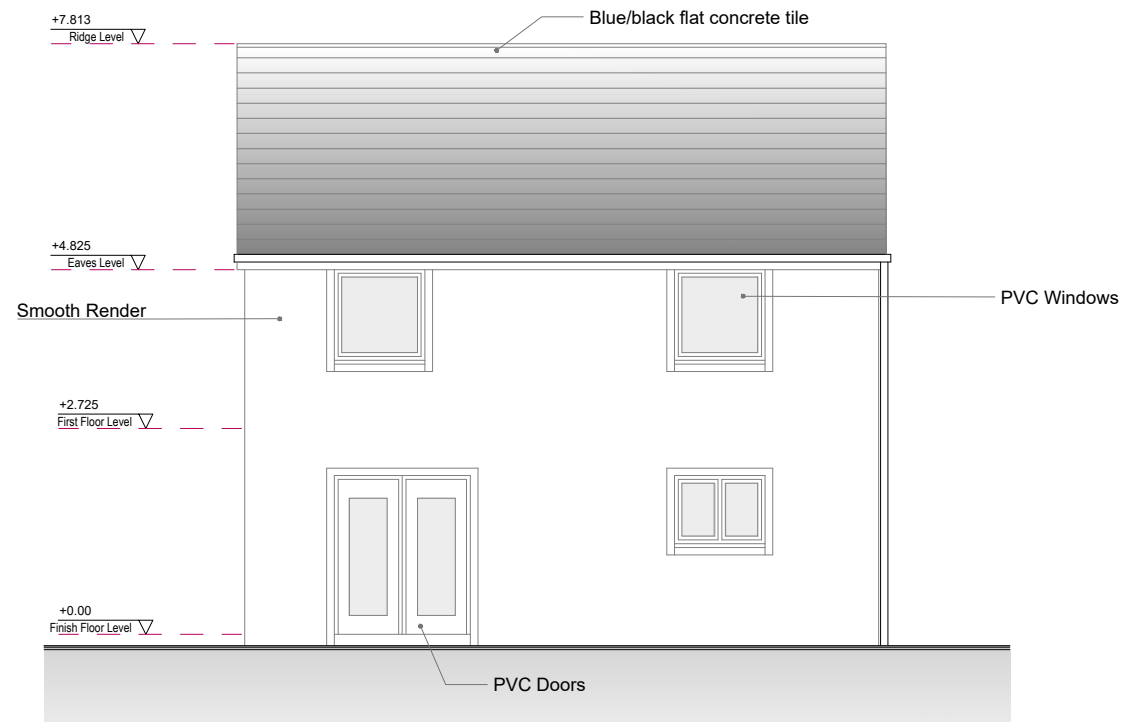 +7.813
Ridge Level
Blue/black flat concrete tile
+4.825
Eaves Level
Smooth Render
PVC Windows
+2.725
First Floor Level
+0.00
Finish Floor Level
PVC Doors